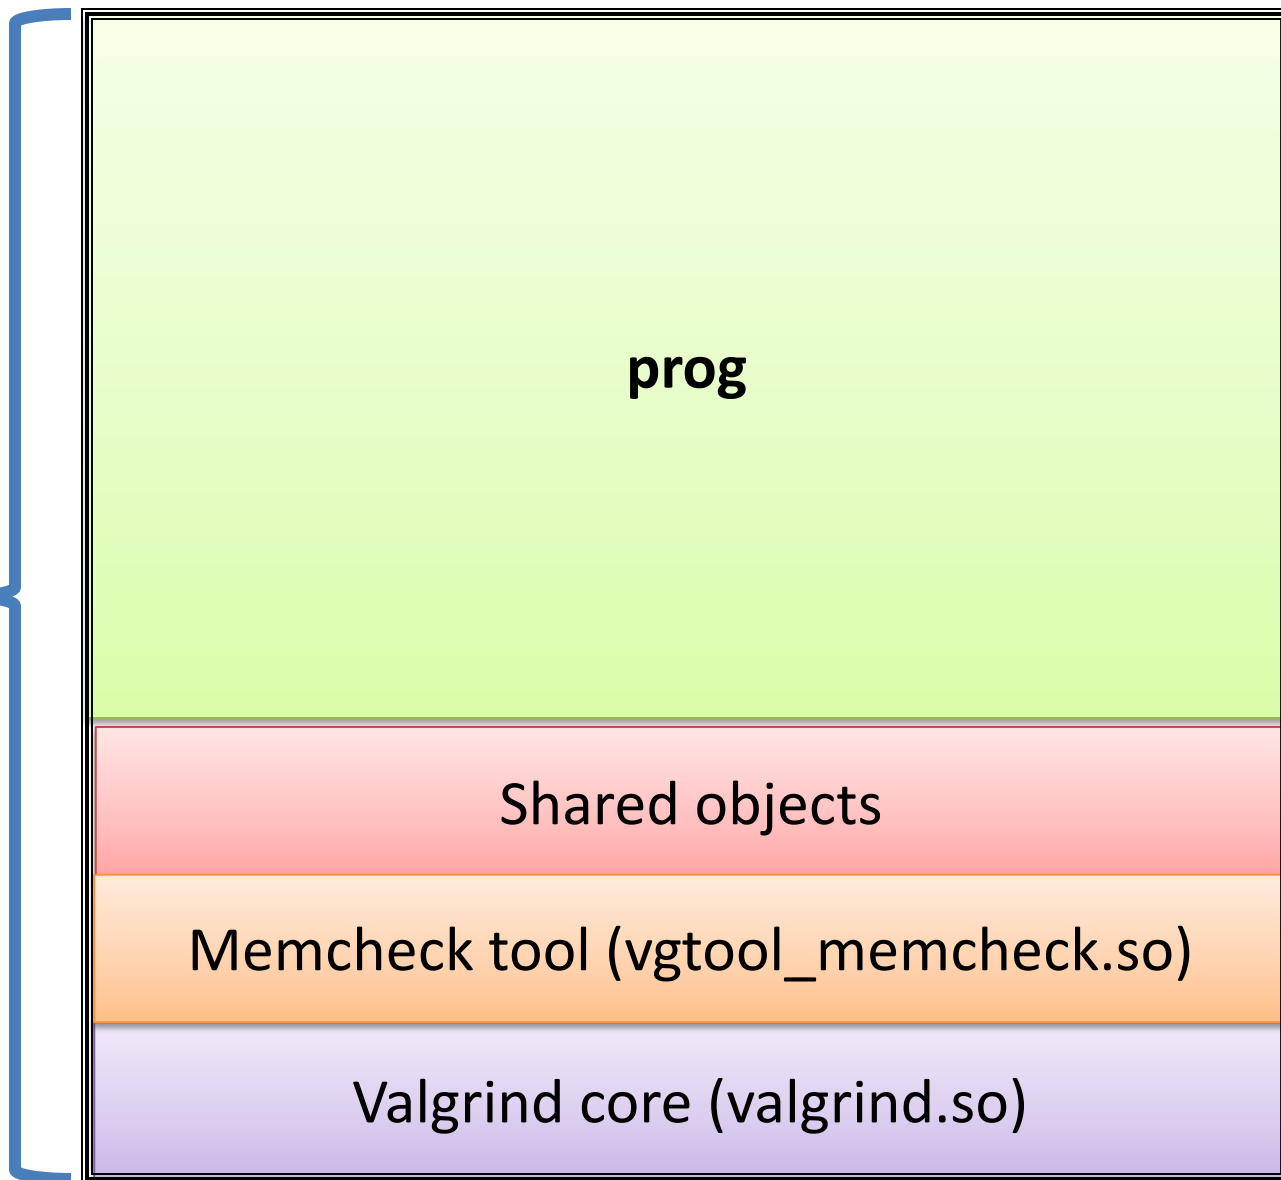 prog
Shared objects
Memcheck tool (vgtool_memcheck.so)
Valgrind core (valgrind.so)